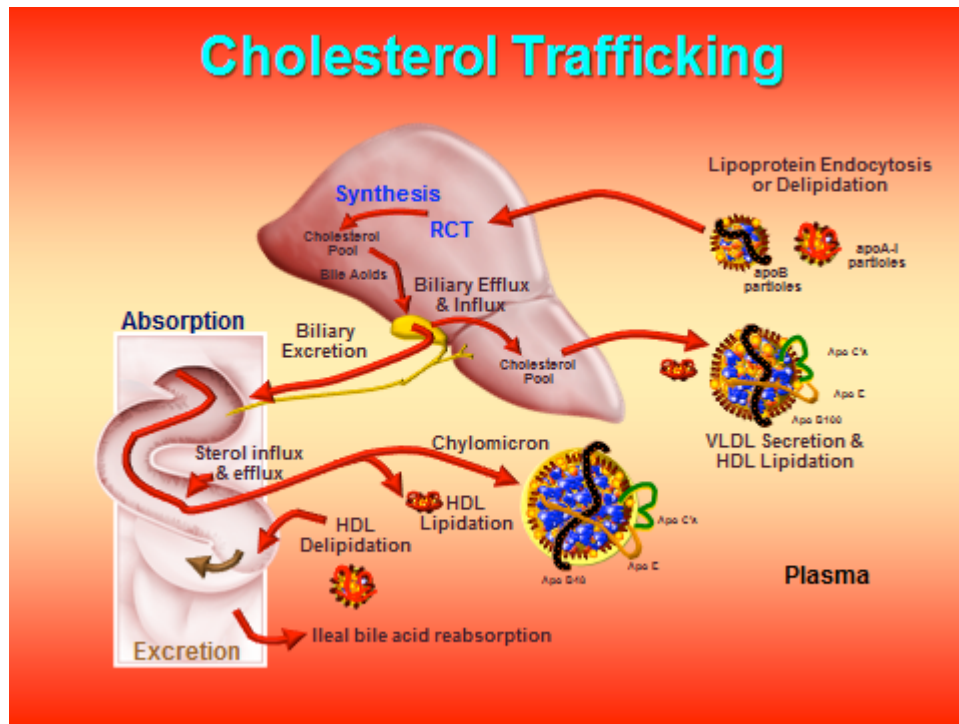 Cholesterol Trafficking
Lipoprotein Endocytosis
or Delipidation
Synthesis
RCT
Cholesterol
Pool
Bile Acids
apoB
particles
apoA-I
particles
Biliary Efflux
& Influx
Absorption
Biliary
Excretion
Cholesterol
Pool
Apo C's
Apo E
Apo B100
VLDL Secretion &
HDL Lipidation
Chylomicron
Sterol influx
& efflux
HDL
Lipidation
HDL
Delipidation
Apo C's
Apo E
Apo B48
Plasma
Ileal bile acid reabsorption
Excretion